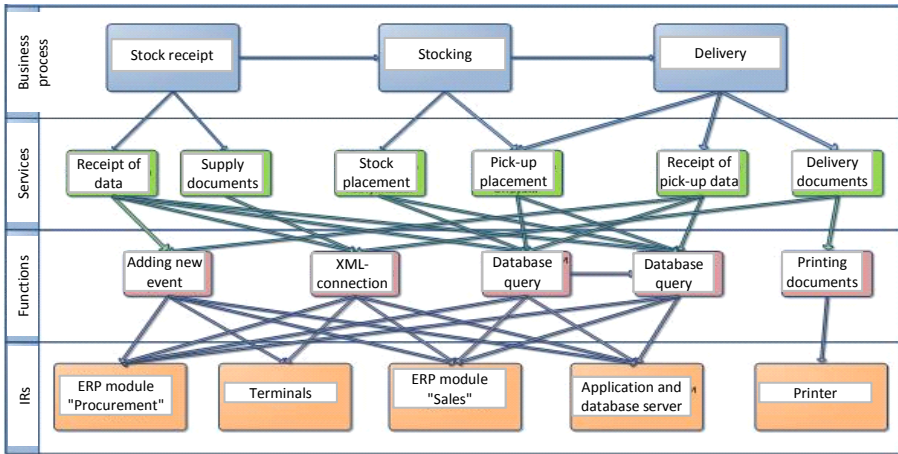 Business
process
Stock receipt
Stocking
Delivery
Services
Receipt of
data
Supply
documents
Stock
placement
Pick-up
placement
Receipt
of pick-up data
Delivery
documents
Functions
Adding new
event
XML-
connection
Database
query
Database
query
Printing
documents
IRs
ERP module
"Procurement"
Terminals
ERP module
"Sales"
Application and
database server
Printer